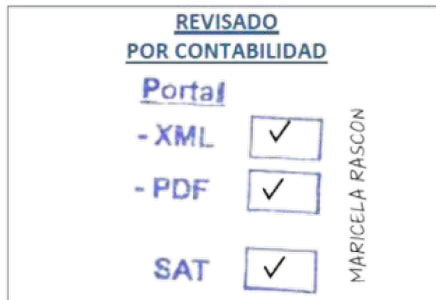 REVISADO
POR CONTABILIDAD
Portal
- XML ✓
- PDF ✓
SAT ✓
MARICELA RASCON